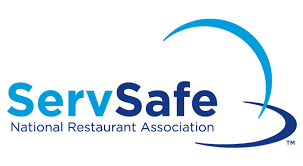 ServSafe
National Restaurant Association
TM